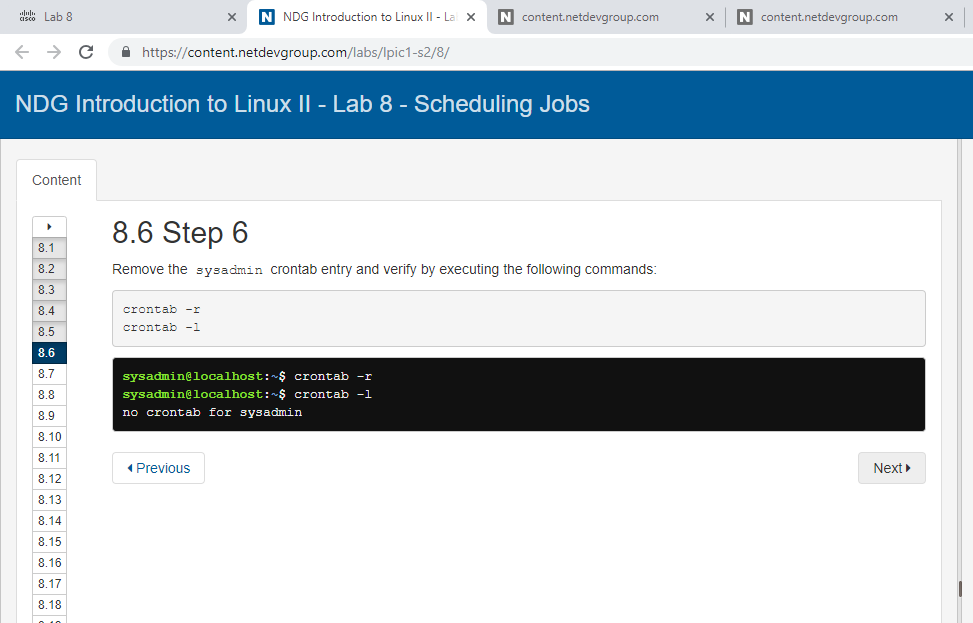 Lab 8
NDG Introduction to Linux II - La
content.netdevgroup.com
content.netdevgroup.com
https://content.netdevgroup.com/labs/lpic1-s2/8/
NDG Introduction to Linux II - Lab 8 - Scheduling Jobs
Content
8.1
8.2
8.3
8.4
8.5
8.6
8.7
8.8
8.9
8.10
8.11
8.12
8.13
8.14
8.15
8.16
8.17
8.18
8.6 Step 6
Remove the sysadmin crontab entry and verify by executing the following commands:
crontab -r
crontab -l
sysadmin@localhost:~$ crontab -r
sysadmin@localhost:~$ crontab -l
no crontab for sysadmin
Previous
Next